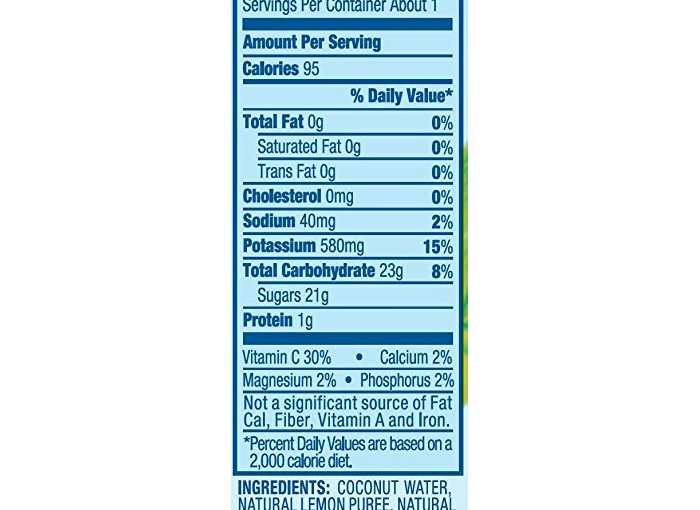 Servings Per Container About 1
Amount Per Serving
Calories 95
% Daily Value*
Total Fat 0g 0%
Saturated Fat 0g 0%
Trans Fat 0g 0%
Cholesterol 0mg 0%
Sodium 40mg 2%
Potassium 580mg 15%
Total Carbohydrate 23g 8%
Sugars 21g
Protein 1g
Vitamin C 30% • Calcium 2%
Magnesium 2% • Phosphorus 2%
Not a significant source of Fat
Cal, Fiber, Vitamin A and Iron.
*Percent Daily Values are based on a
2,000 calorie diet.
INGREDIENTS: COCONUT WATER,
NATURAL LEMON PUREE, NATURAL